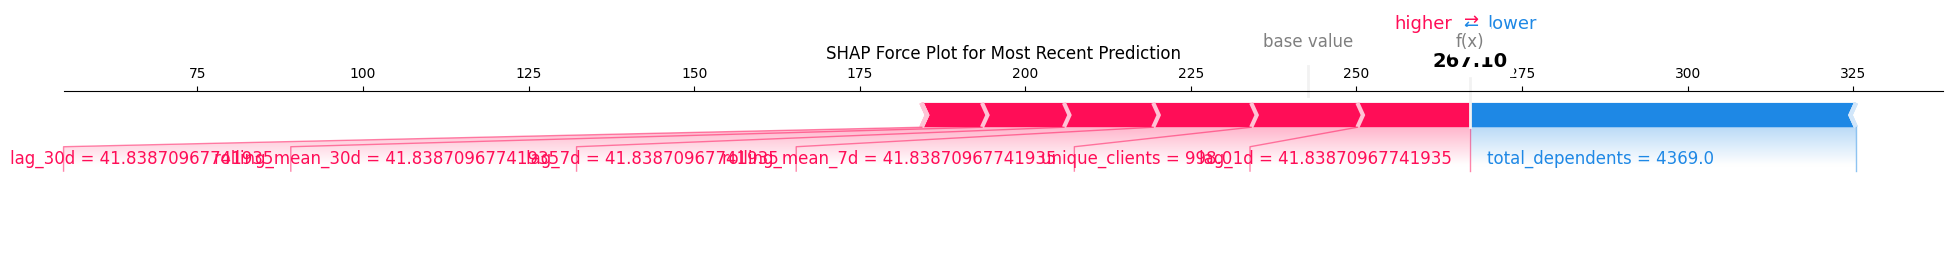 higher ⇄ lower
base value
f(x)
SHAP Force Plot for Most Recent Prediction
267.10
75 100 125 150 175 200 225 250 275 300 325
lag_30d = 41.83870967741935 rolling_mean_30d = 41.83870967741935 lag_7d = 41.83870967741935 rolling_mean_7d = 41.83870967741935 unique_clients = 998.0 lag_1d = 41.83870967741935 total_dependents = 4369.0